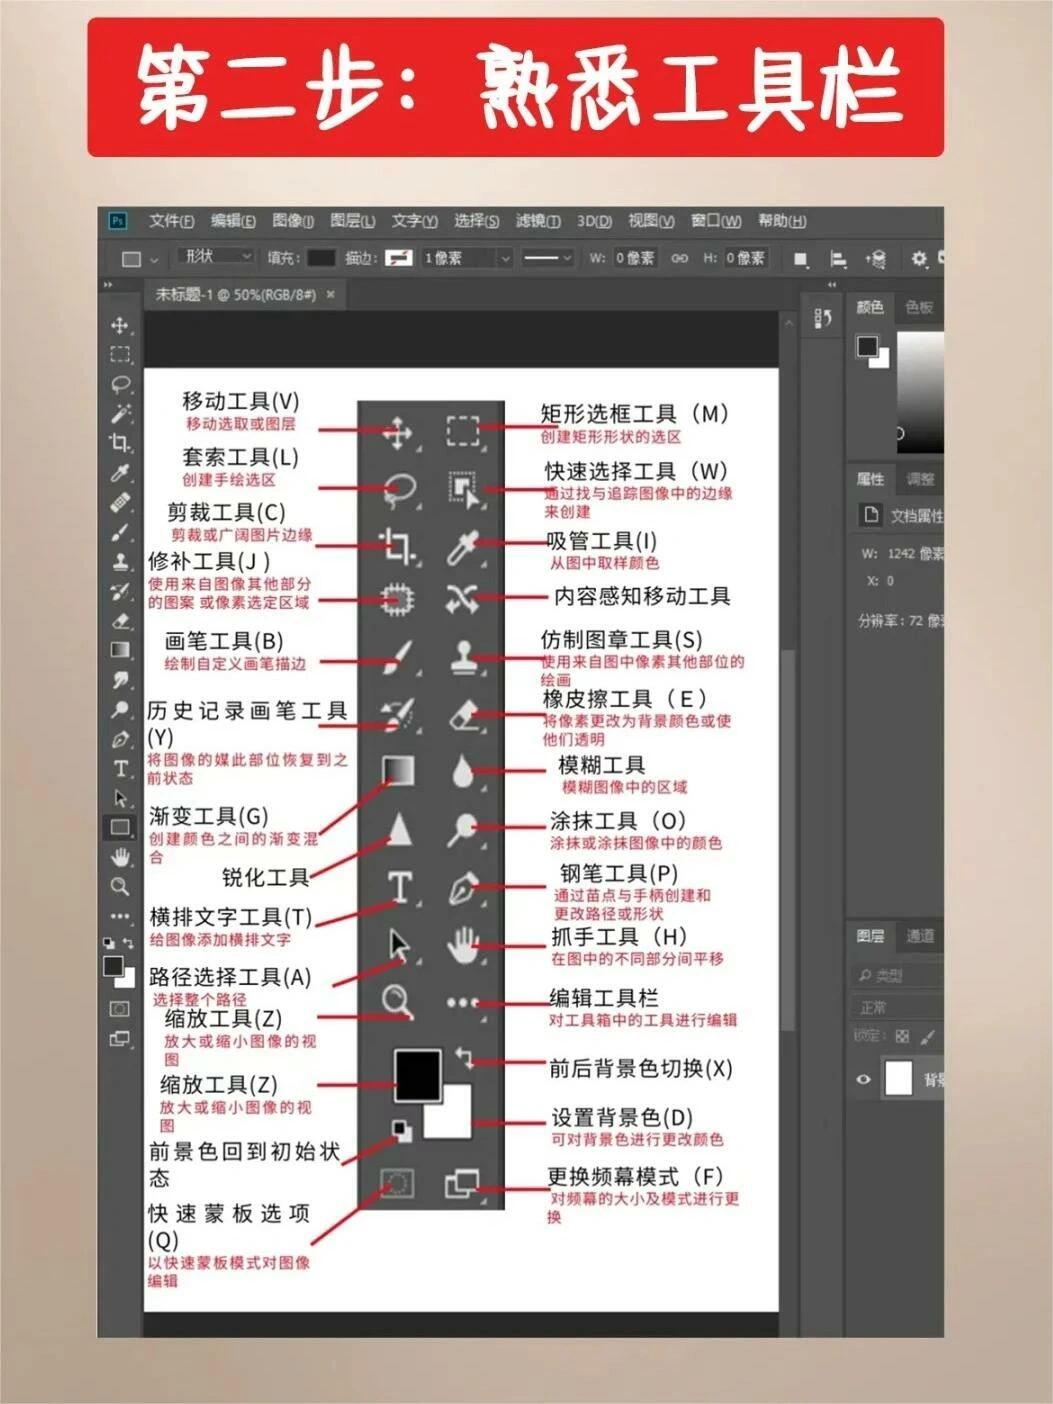 第二步：熟悉工具栏
Ps 文件(F) 编辑(E) 图像(I) 图层(L) 文字(Y) 选择(S) 滤镜(T) 3D(D) 视图(V) 窗口(W) 帮助(H)
形状 填充: 描边: 1 像素 W: 0 像素 H: 0 像素
未标题-1 @ 50%(RGB/8#) ×
颜色 色板
移动工具(V)
移动选取或图层
套索工具(L)
创建手绘选区
剪裁工具(C)
剪裁或广阔图片边缘
修补工具(J )
使用来自图像其他部分
的图案 或像素选定区域
画笔工具(B)
绘制自定义画笔描边
历史记录画笔工具
(Y)
将图像的媒此部位恢复到之
前状态
渐变工具(G)
创建颜色之间的渐变混
合
锐化工具
横排文字工具(T)
给图像添加横排文字
路径选择工具(A)
选择整个路径
缩放工具(Z)
放大或缩小图像的视
图
缩放工具(Z)
放大或缩小图像的视
图
前景色回到初始状
态
快速蒙板选项
(Q)
以快速蒙板模式对图像
编辑
矩形选框工具（M）
创建矩形形状的选区
快速选择工具（W）
通过找与追踪图像中的边缘
来创建
吸管工具(I)
从图中取样颜色
内容感知移动工具
仿制图章工具(S)
使用来自图中像素其他部位的
绘画
橡皮擦工具（E）
将像素更改为背景颜色或使
他们透明
模糊工具
模糊图像中的区域
涂抹工具（O）
涂抹或涂抹图像中的颜色
钢笔工具(P)
通过苗点与手柄创建和
更改路径或形状
抓手工具（H）
在图中的不同部分间平移
编辑工具栏
对工具箱中的工具进行编辑
前后背景色切换(X)
设置背景色(D)
可对背景色进行更改颜色
更换频幕模式（F）
对频幕的大小及模式进行更
换
属性 调整
文档属性
W: 1242 像素
X: 0
分辨率: 72 像素
图层 通道
类型
正常
锁定:
背景